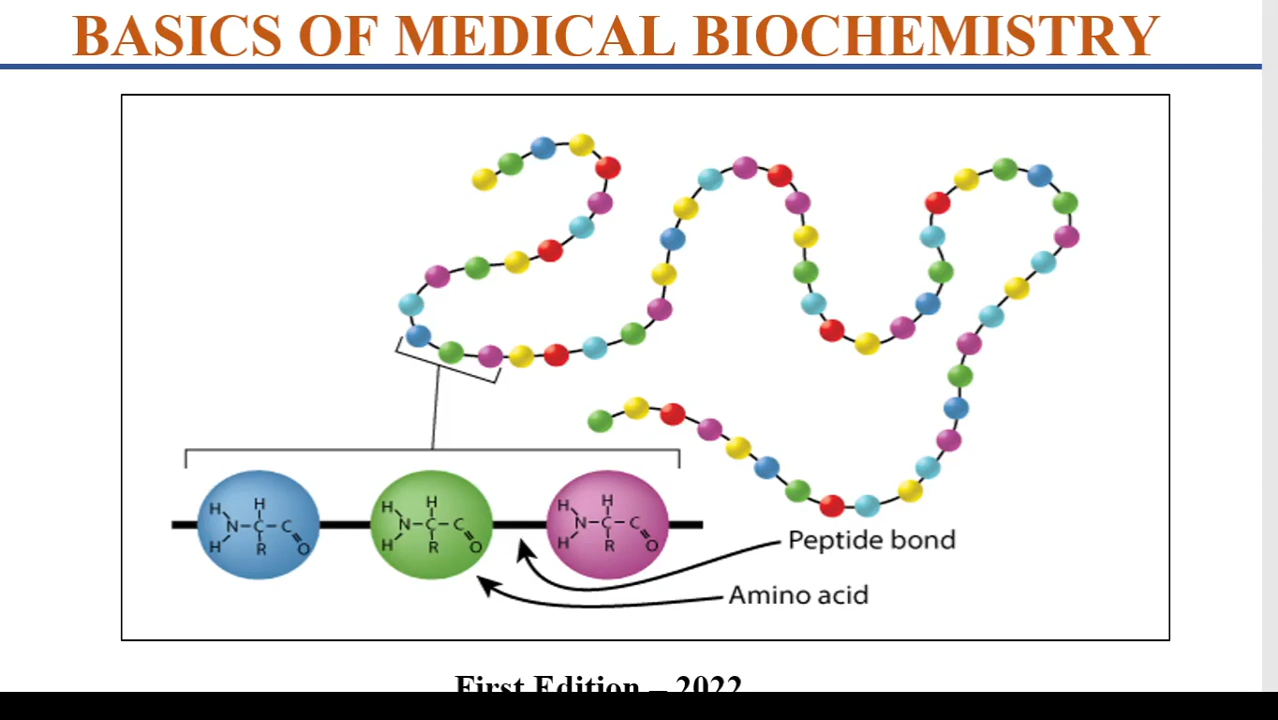 BASICS OF MEDICAL BIOCHEMISTRY
H H H H H H
N C C N C C N C C
H R O H R O H R O
Peptide bond
Amino acid
First Edition – 2022